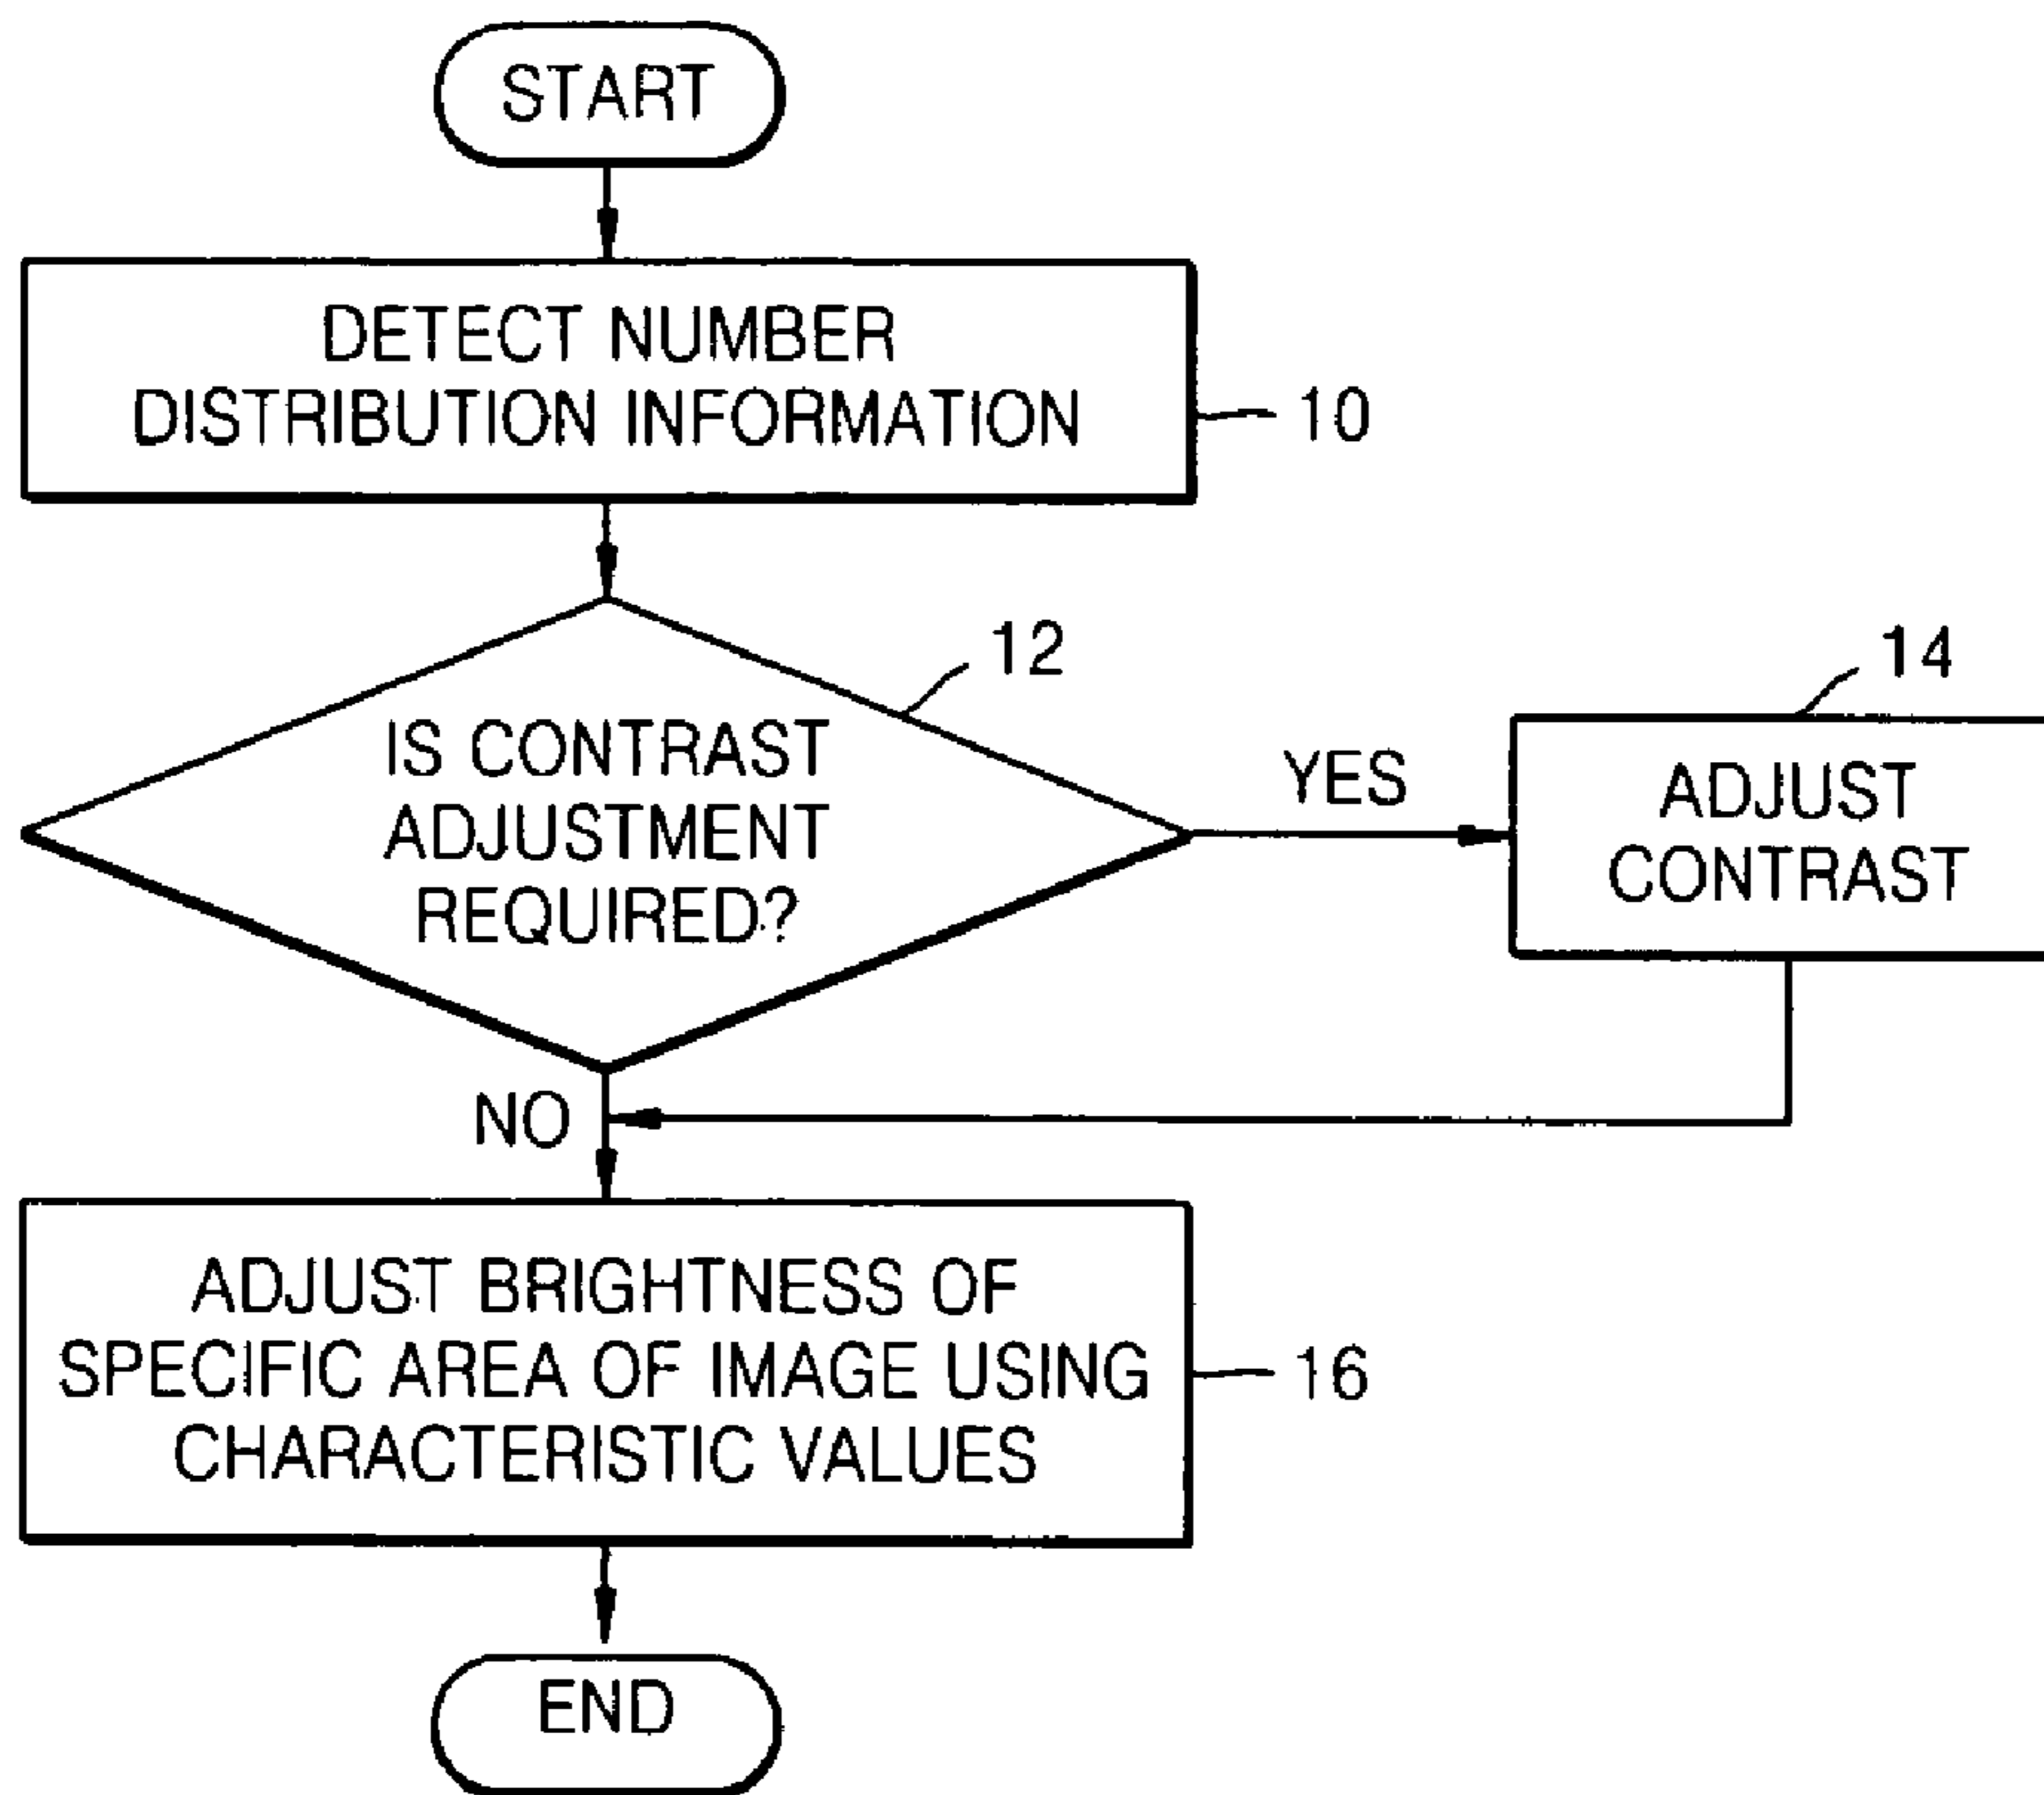 START
DETECT NUMBER
DISTRIBUTION INFORMATION
10
12
IS CONTRAST
ADJUSTMENT
REQUIRED?
YES
14
ADJUST
CONTRAST
NO
ADJUST BRIGHTNESS OF
SPECIFIC AREA OF IMAGE USING
CHARACTERISTIC VALUES
16
END